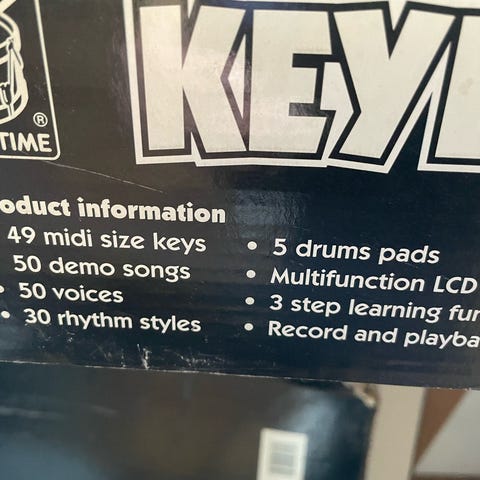 KEY
®
TIME
oduct information
49 midi size keys
50 demo songs
• 50 voices
• 30 rhythm styles
• 5 drums pads
• Multifunction LCD
• 3 step learning fun
• Record and playba